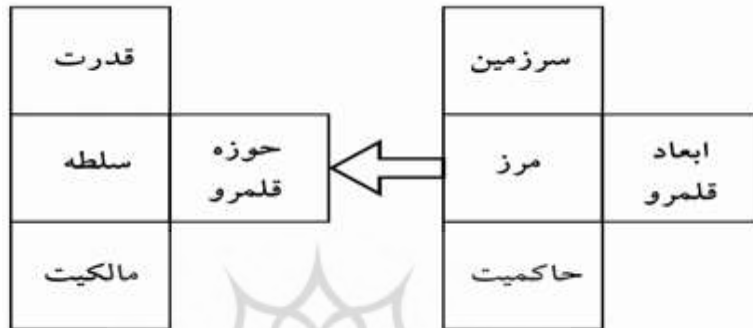 سرزمین
ابعاد
قلمرو
مرز
حاکمیت
حوزه
قلمرو
قدرت
سلطه
مالکیت